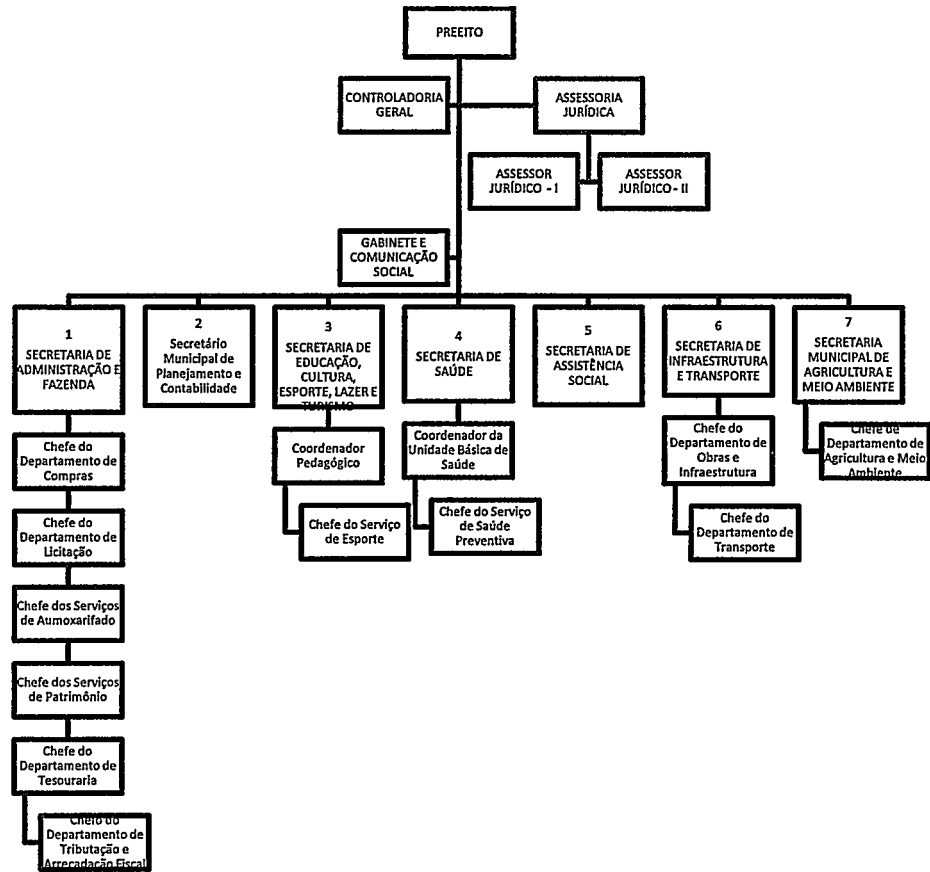 PREEITO
CONTROLADORIA
GERAL
ASSESSORIA
JURÍDICA
ASSESSOR
JURÍDICO - I
ASSESSOR
JURÍDICO - II
GABINETE E
COMUNICAÇÃO
SOCIAL
1
SECRETARIA DE
ADMINISTRAÇÃO E
FAZENDA
2
Secretário
Municipal de
Planejamento e
Contabilidade
3
SECRETARIA DE
EDUCAÇÃO,
CULTURA,
ESPORTE, LAZER E
TURISMO
4
SECRETARIA DE
SAÚDE
5
SECRETARIA DE
ASSISTÊNCIA
SOCIAL
6
SECRETARIA DE
INFRAESTRUTURA
E TRANSPORTE
7
SECRETARIA
MUNICIPAL DE
AGRICULTURA E
MEIO AMBIENTE
Chefe do
Departamento de
Compras
Chefe do
Departamento de
Licitação
Chefe dos Serviços
de Aumoxarifado
Chefe dos Serviços
de Patrimônio
Chefe do
Departamento de
Tesouraria
Chefe do
Departamento de
Tributação e
Arrecadação Fiscal
Coordenador
Pedagógico
Chefe do Serviço
de Esporte
Coordenador da
Unidade Básica de
Saúde
Chefe do Serviço
de Saúde
Preventiva
Chefe do
Departamento de
Obras e
Infraestrutura
Chefe do
Departamento de
Transporte
Chefe de
Departamento de
Agricultura e Meio
Ambiente